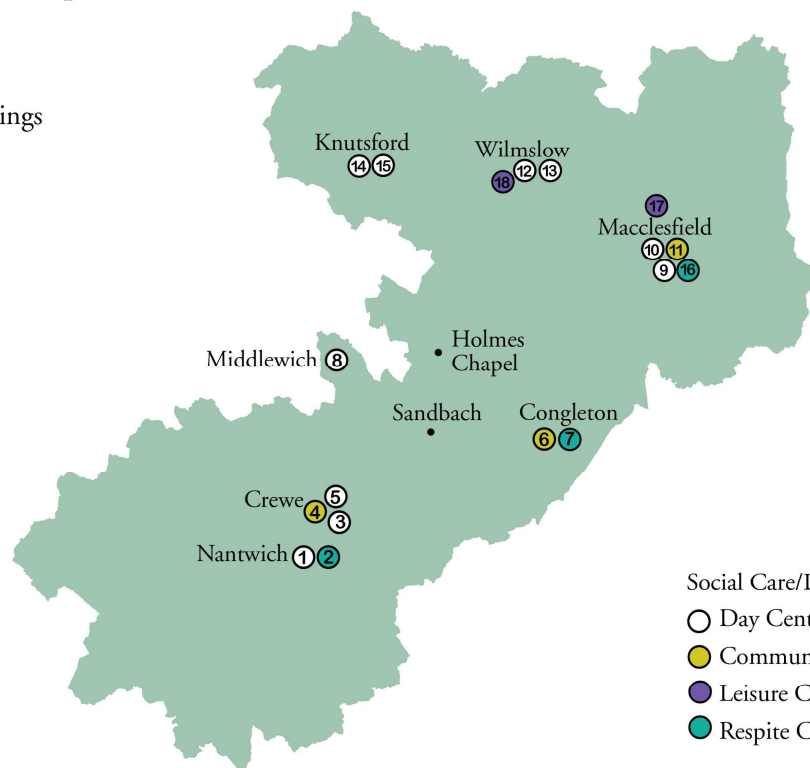 ings
Knutsford
14 15
Wilmslow
18 12 13
17
Macclesfield
10 11
9 16
Holmes
Chapel
Middlewich 8
Sandbach
Congleton
6 7
Crewe 4 5
3
Nantwich 1 2
Social Care/
Day Cent
Commun
Leisure C
Respite C